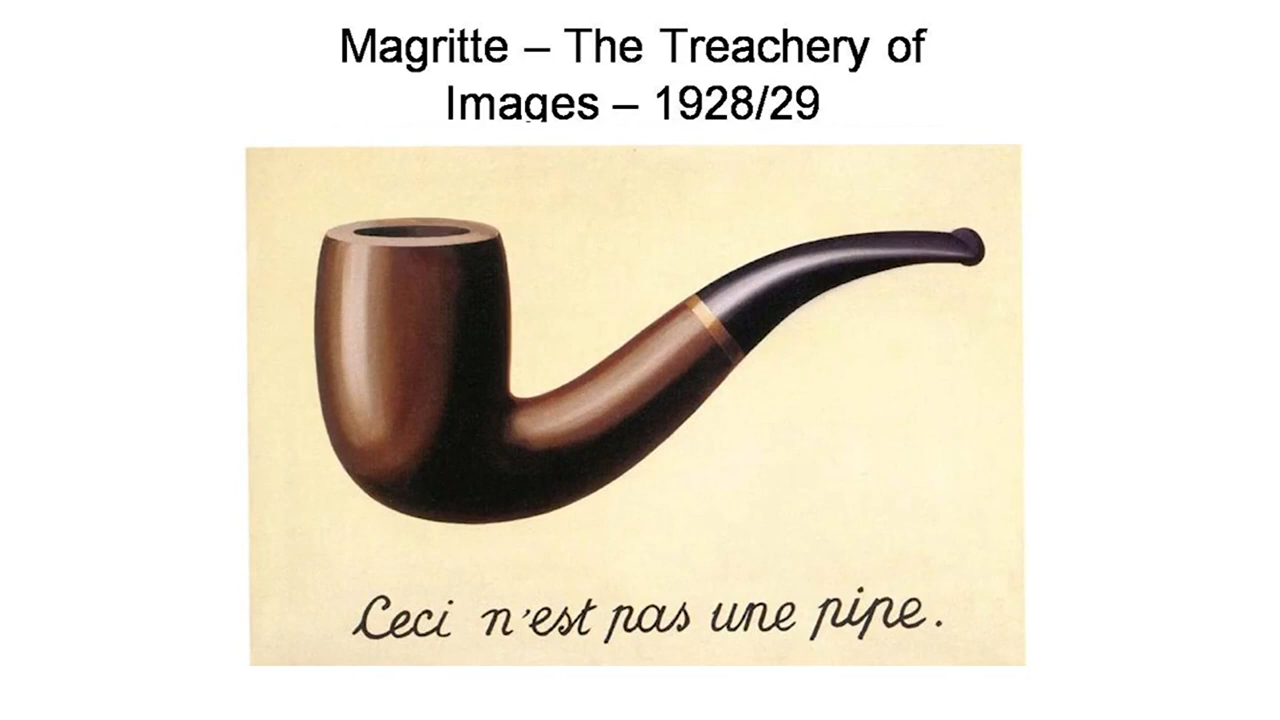 Magritte – The Treachery of
Images – 1928/29
Ceci n'est pas une pipe.